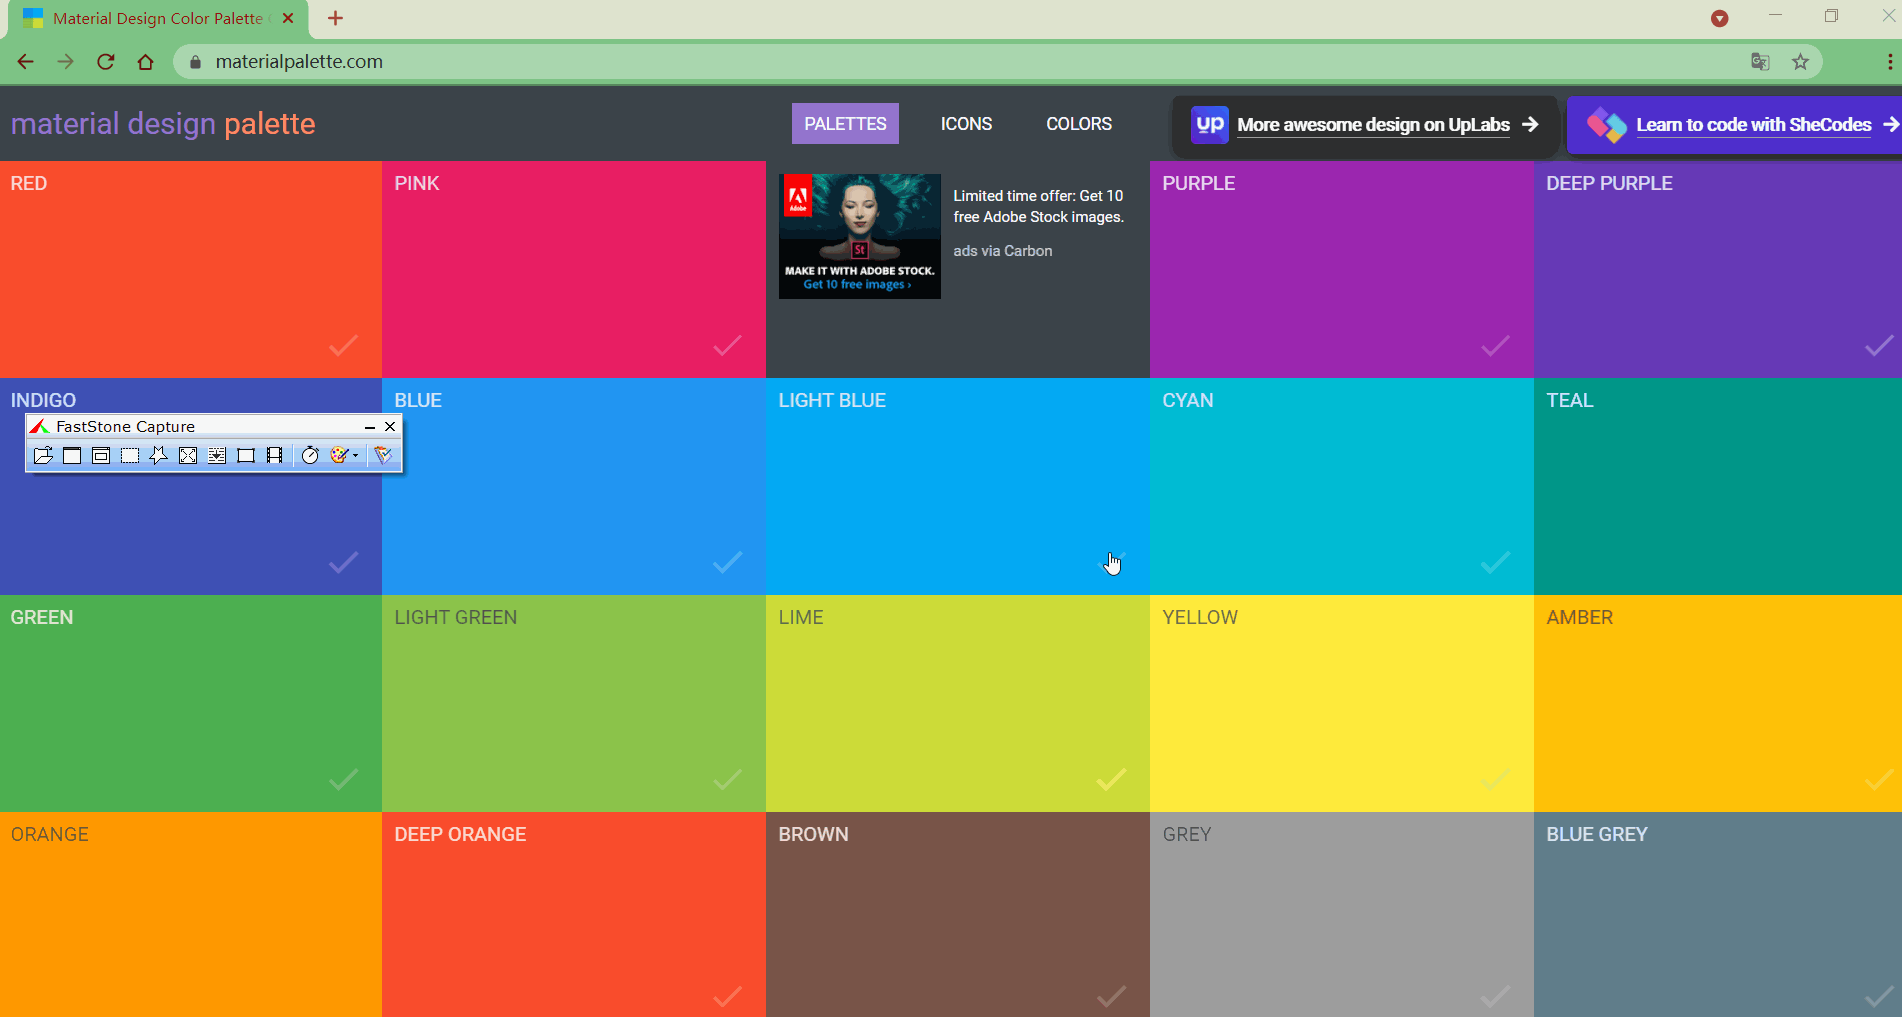 Material Design Color Palette
materialpalette.com
material design palette
PALETTES
ICONS
COLORS
up
More awesome design on UpLabs
Learn to code with SheCodes
RED
PINK
Adobe
St
MAKE IT WITH ADOBE STOCK.
Get 10 free images ›
Limited time offer: Get 10
free Adobe Stock images.
ads via Carbon
PURPLE
DEEP PURPLE
INDIGO
BLUE
LIGHT BLUE
CYAN
TEAL
FastStone Capture
GREEN
LIGHT GREEN
LIME
YELLOW
AMBER
ORANGE
DEEP ORANGE
BROWN
GREY
BLUE GREY